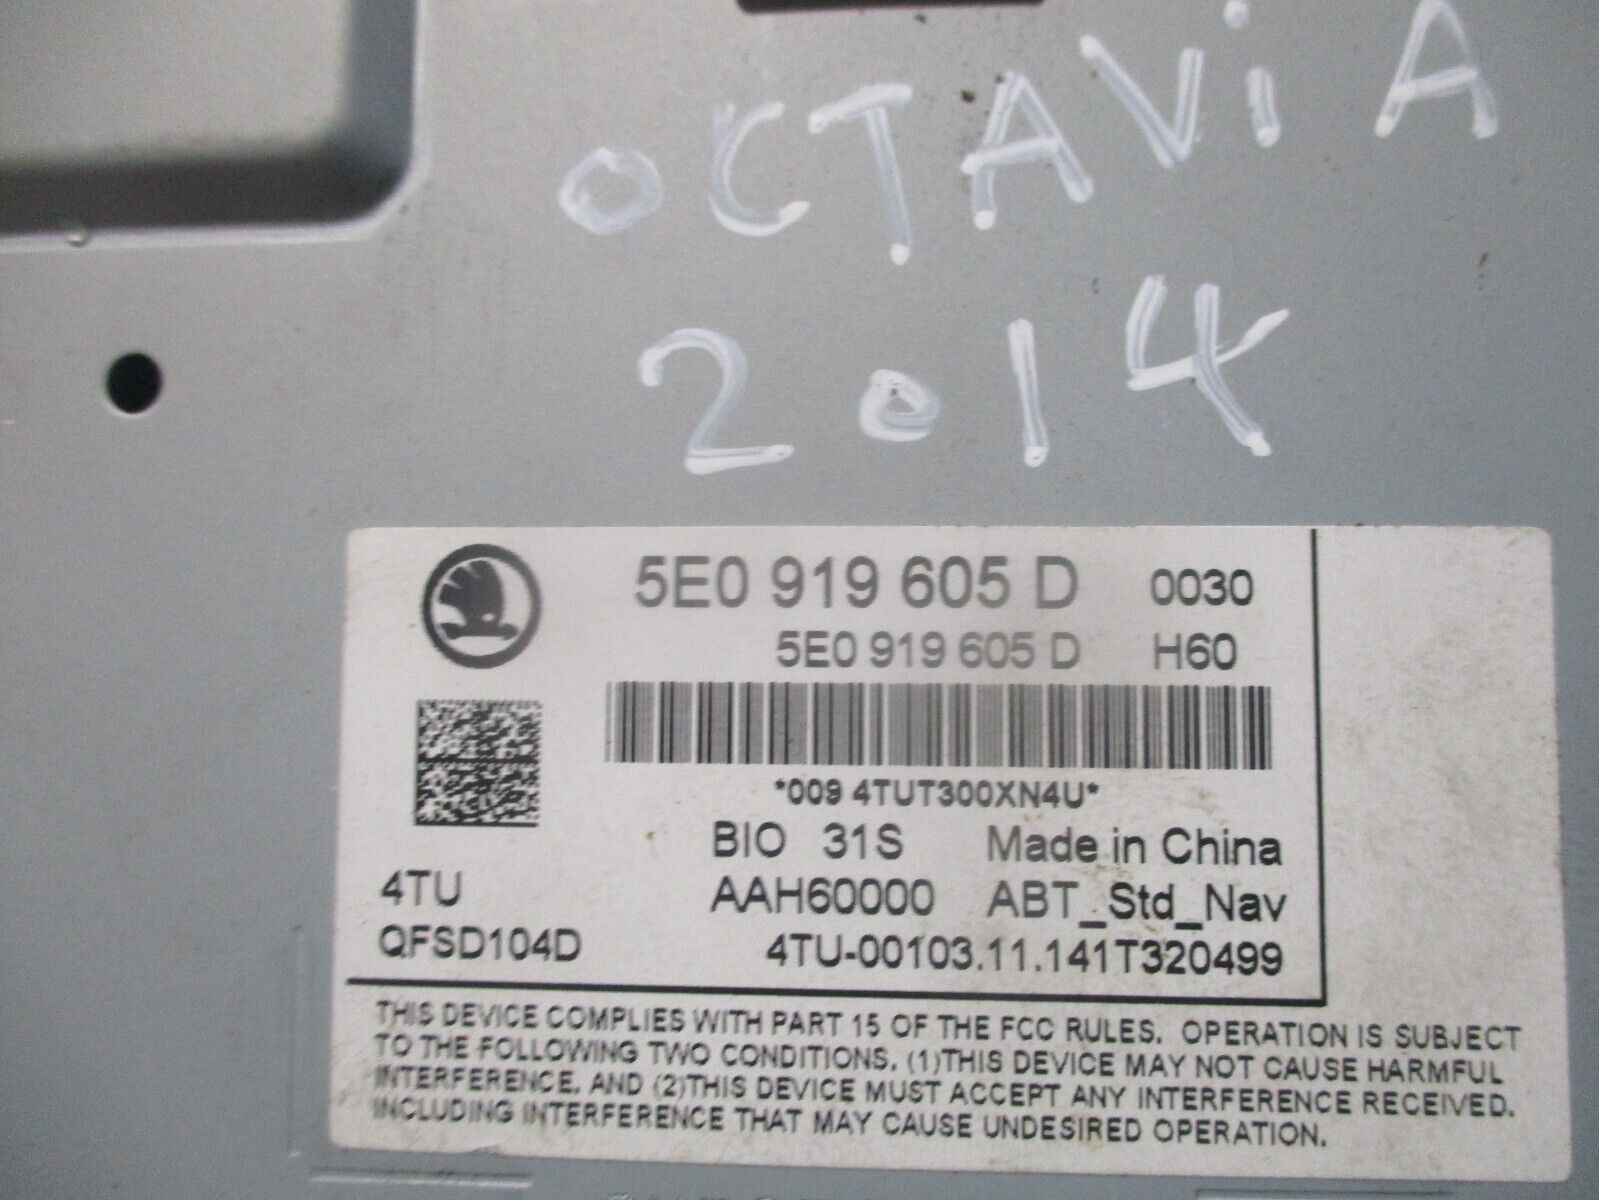 OCTAViA
2014
5E0 919 605 D 0030
5E0 919 605 D H60
*009 4TUT300XN4U*
BIO 31S Made in China
4TU AAH60000 ABT_Std_Nav
QFSD104D 4TU-00103.11.141T320499
THIS DEVICE COMPLIES WITH PART 15 OF THE FCC RULES. OPERATION IS SUBJECT
TO THE FOLLOWING TWO CONDITIONS. (1)THIS DEVICE MAY NOT CAUSE HARMFUL
INTERFERENCE. AND (2)THIS DEVICE MUST ACCEPT ANY INTERFERENCE RECEIVED.
INCLUDING INTERFERENCE THAT MAY CAUSE UNDESIRED OPERATION.